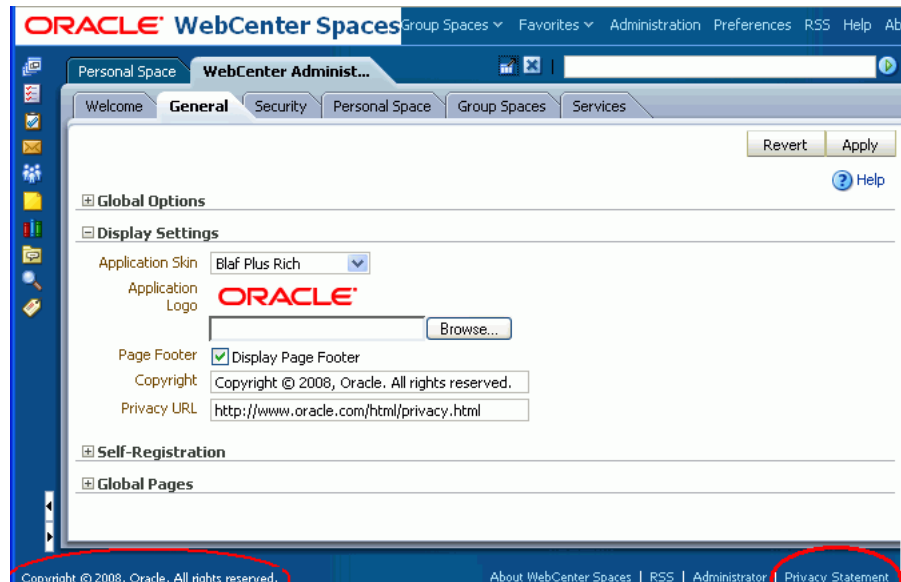 ORACLE WebCenter Spaces Group Spaces Favorites Administration Preferences RSS Help Ab
Personal Space WebCenter Administ...
Welcome General Security Personal Space Group Spaces Services
Revert Apply
Help
Global Options
Display Settings
Application Skin Blaf Plus Rich
Application
Logo ORACLE
Browse...
Page Footer Display Page Footer
Copyright Copyright © 2008, Oracle. All rights reserved.
Privacy URL http://www.oracle.com/html/privacy.html
Self-Registration
Global Pages
Copyright © 2008, Oracle. All rights reserved. About WebCenter Spaces | RSS | Administrator | Privacy Statement